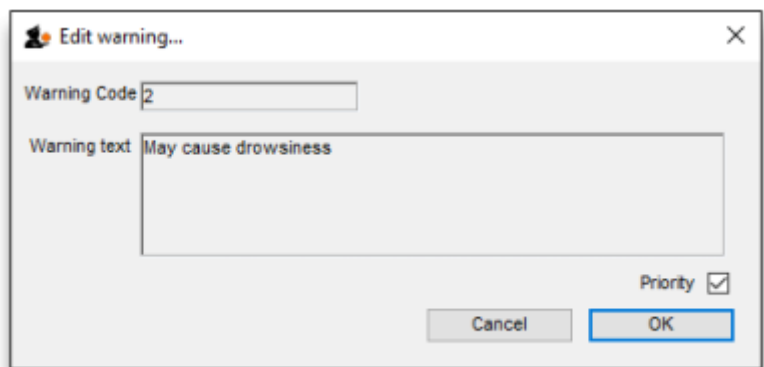 Edit warning...
Warning Code 2
Warning text May cause drowsiness
Priority
Cancel OK